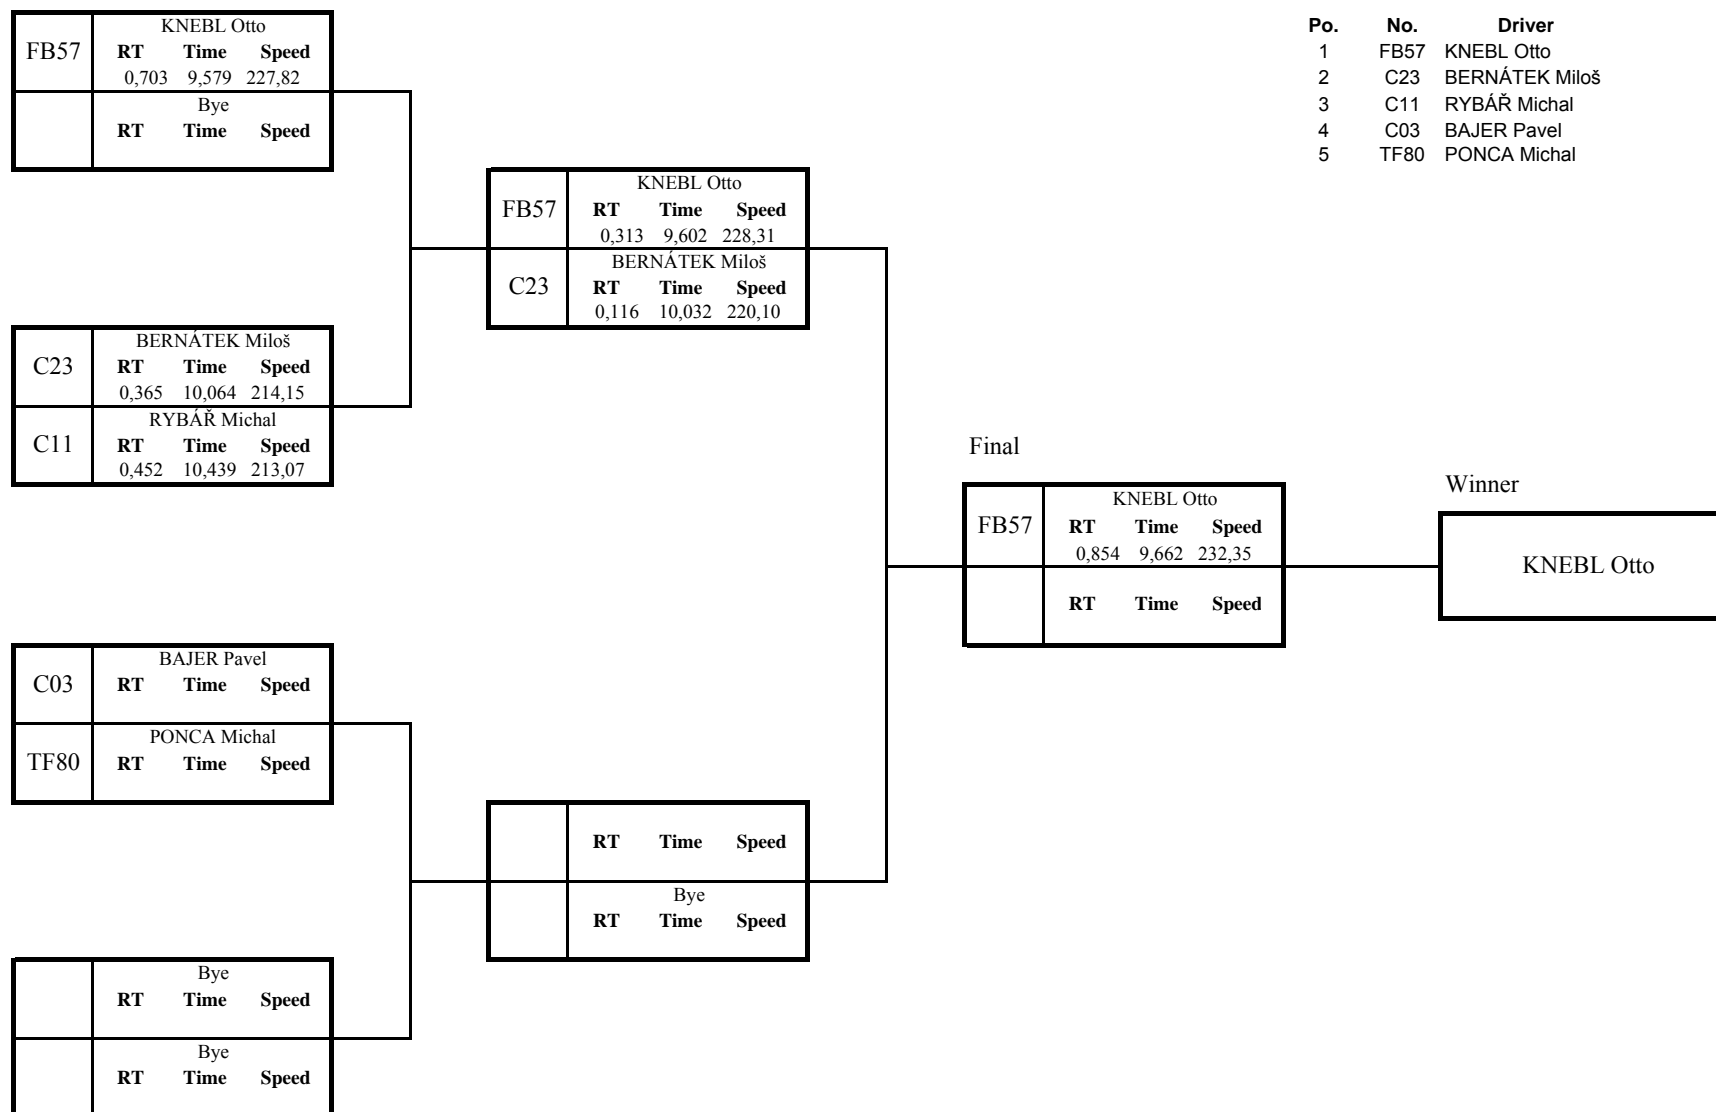 KNEBL Otto
FB57 RT Time Speed
0,703 9,579 227,82
Bye
RT Time Speed
Po. No. Driver
1 FB57 KNEBL Otto
2 C23 BERNÁTEK Miloš
3 C11 RYBÁŘ Michal
4 C03 BAJER Pavel
5 TF80 PONCA Michal
KNEBL Otto
FB57 RT Time Speed
0,313 9,602 228,31
BERNÁTEK Miloš
C23 RT Time Speed
0,116 10,032 220,10
BERNÁTEK Miloš
C23 RT Time Speed
0,365 10,064 214,15
RYBÁŘ Michal
C11 RT Time Speed
0,452 10,439 213,07
Final
KNEBL Otto
FB57 RT Time Speed
0,854 9,662 232,35
RT Time Speed
Winner
KNEBL Otto
BAJER Pavel
C03 RT Time Speed
PONCA Michal
TF80 RT Time Speed
RT Time Speed
Bye
RT Time Speed
Bye
RT Time Speed
Bye
RT Time Speed